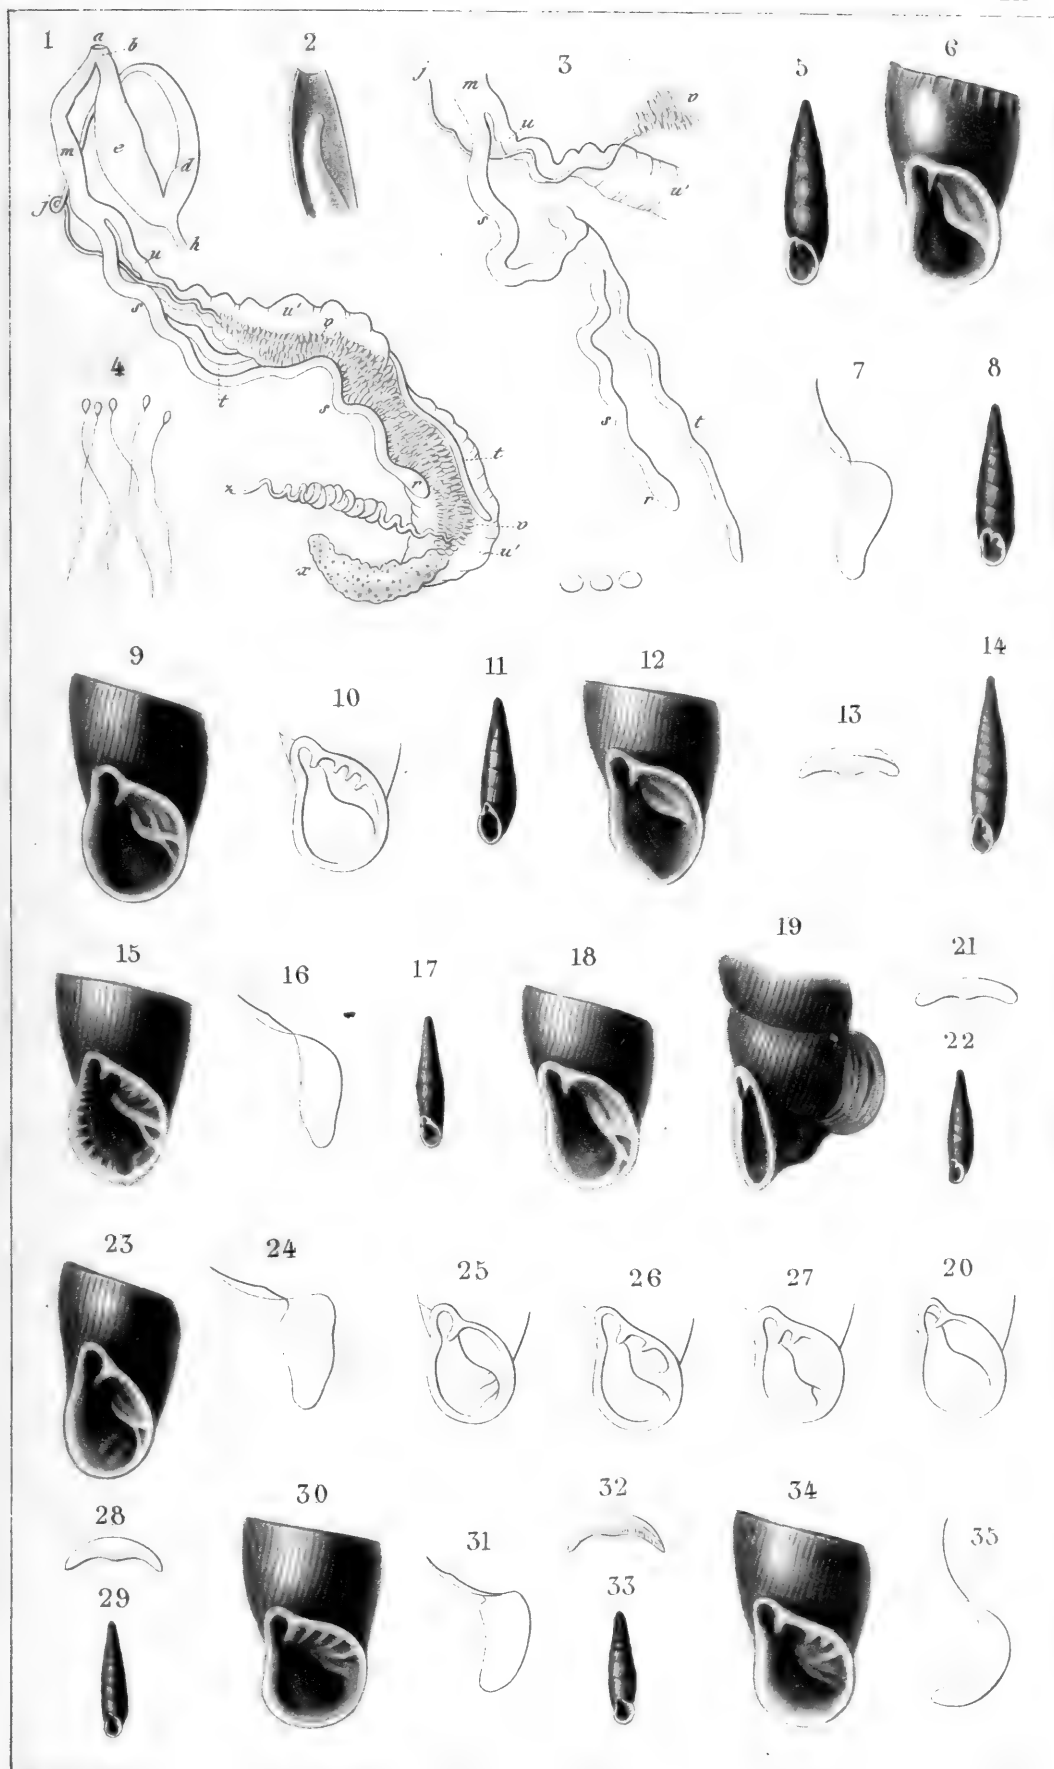 1 2 3 5 6
a b j m u v u' s
m e d j h u s u' v t s r z x t v u'
s t r
4 7 8
9 10 11 12 13 14
15 16 17 18 19 21
22
23 24 25 26 27 20
28 30 31 32 34 35
29 33